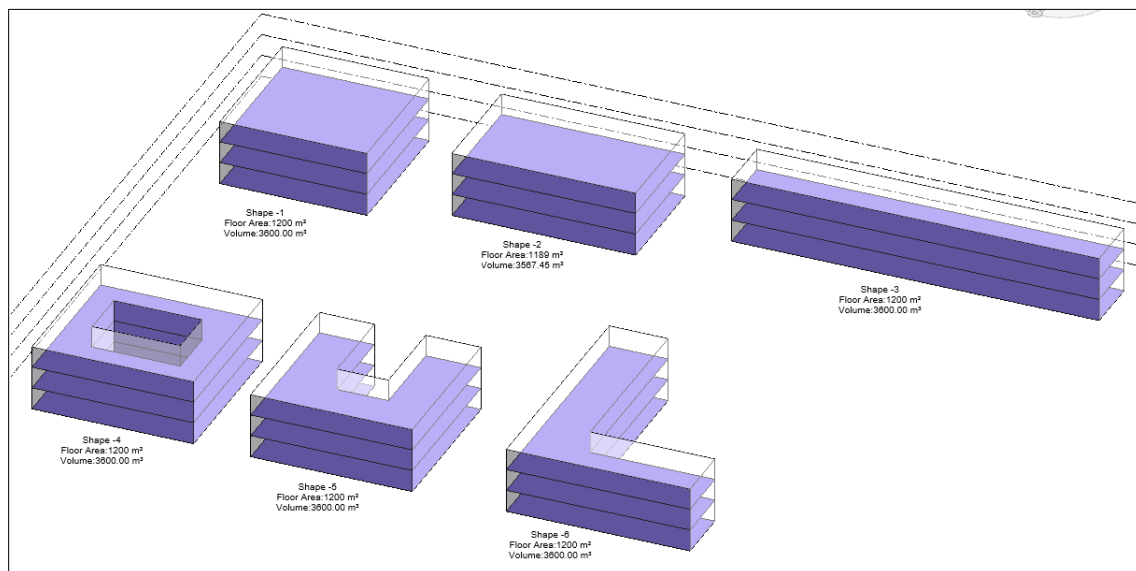 Shape -1
Floor Area:1200 m²
Volume:3600.00 m³
Shape -2
Floor Area:1189 m²
Volume:3567.45 m³
Shape -3
Floor Area:1200 m²
Volume:3600.00 m³
Shape -4
Floor Area:1200 m²
Volume:3600.00 m³
Shape -5
Floor Area:1200 m²
Volume:3600.00 m³
Shape -6
Floor Area:1200 m²
Volume:3600.00 m³